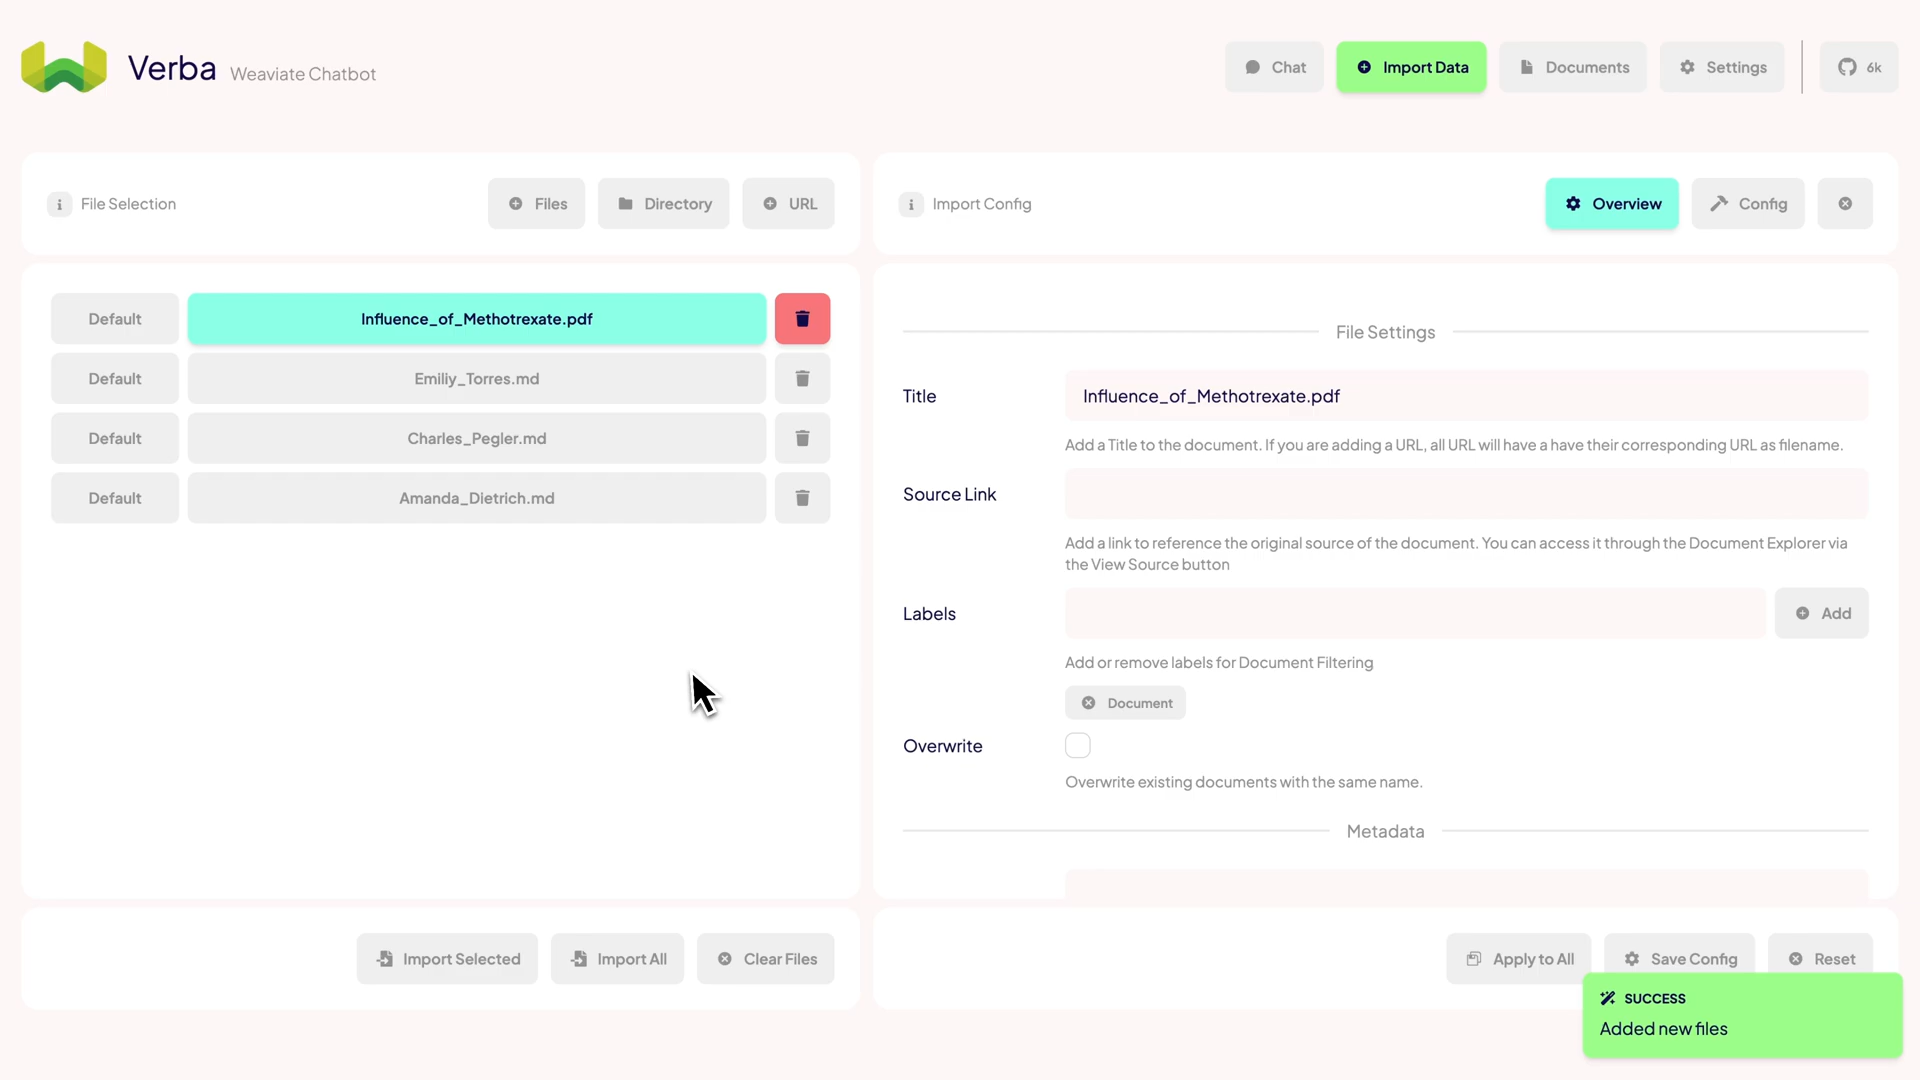 Verba Weaviate Chatbot
Chat
Import Data
Documents
Settings
6k
File Selection
Files
Directory
URL
Import Config
Overview
Config
Default
Influence_of_Methotrexate.pdf
Default
Emiliy_Torres.md
Default
Charles_Pegler.md
Default
Amanda_Dietrich.md
File Settings
Title
Influence_of_Methotrexate.pdf
Add a Title to the document. If you are adding a URL, all URL will have a have their corresponding URL as filename.
Source Link
Add a link to reference the original source of the document. You can access it through the Document Explorer via
the View Source button
Labels
Add
Add or remove labels for Document Filtering
Document
Overwrite
Overwrite existing documents with the same name.
Metadata
Import Selected
Import All
Clear Files
Apply to All
Save Config
Reset
SUCCESS
Added new files